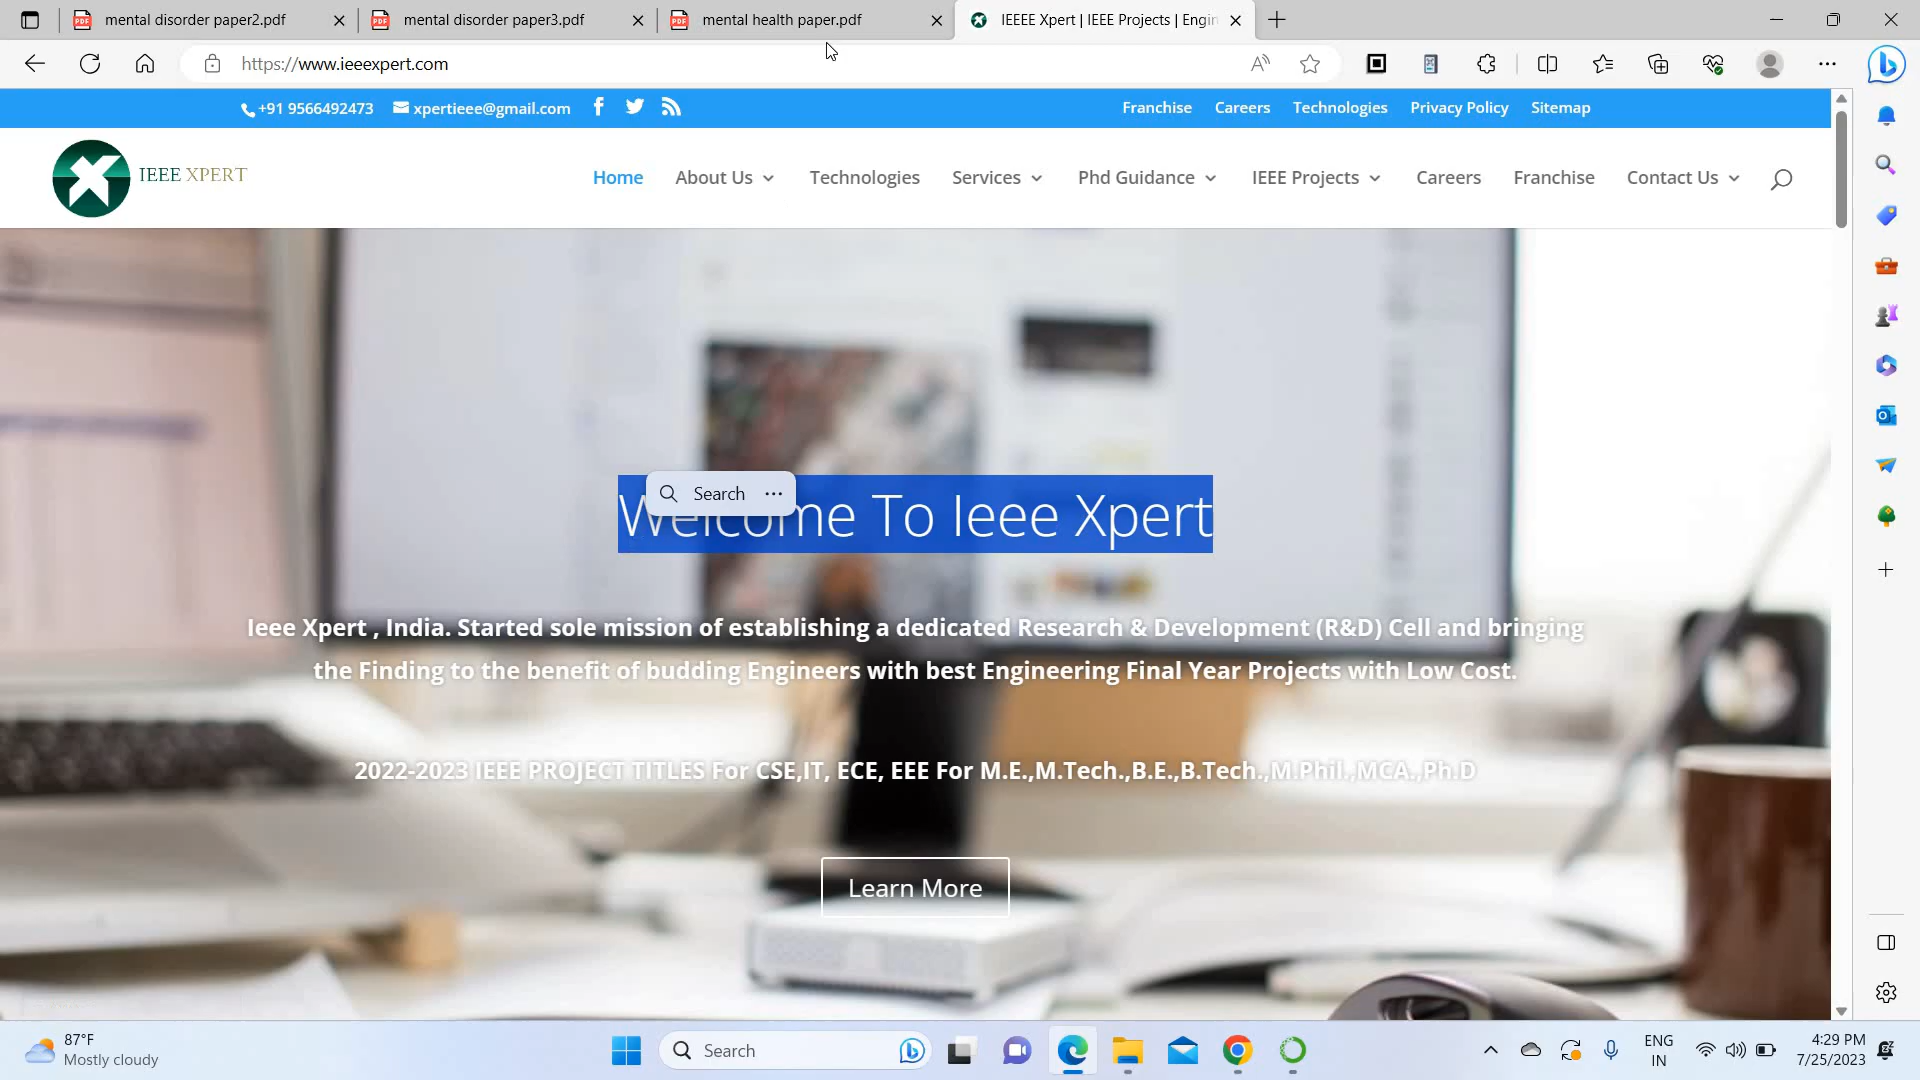 mental disorder paper2.pdf
mental disorder paper3.pdf
mental health paper.pdf
IEEEE Xpert | IEEE Projects | Engin
https://www.ieeexpert.com
+91 9566492473 xpertieee@gmail.com
Franchise Careers Technologies Privacy Policy Sitemap
IEEE XPERT
Home About Us Technologies Services Phd Guidance IEEE Projects Careers Franchise Contact Us
Search
Welcome To Ieee Xpert
Ieee Xpert , India. Started sole mission of establishing a dedicated Research & Development (R&D) Cell and bringing
the Finding to the benefit of budding Engineers with best Engineering Final Year Projects with Low Cost.
2022-2023 IEEE PROJECT TITLES For CSE,IT, ECE, EEE For M.E.,M.Tech.,B.E.,B.Tech.,M.Phil.,MCA.,Ph.D
Learn More
87°F
Mostly cloudy
Search
ENG
IN
4:29 PM
7/25/2023